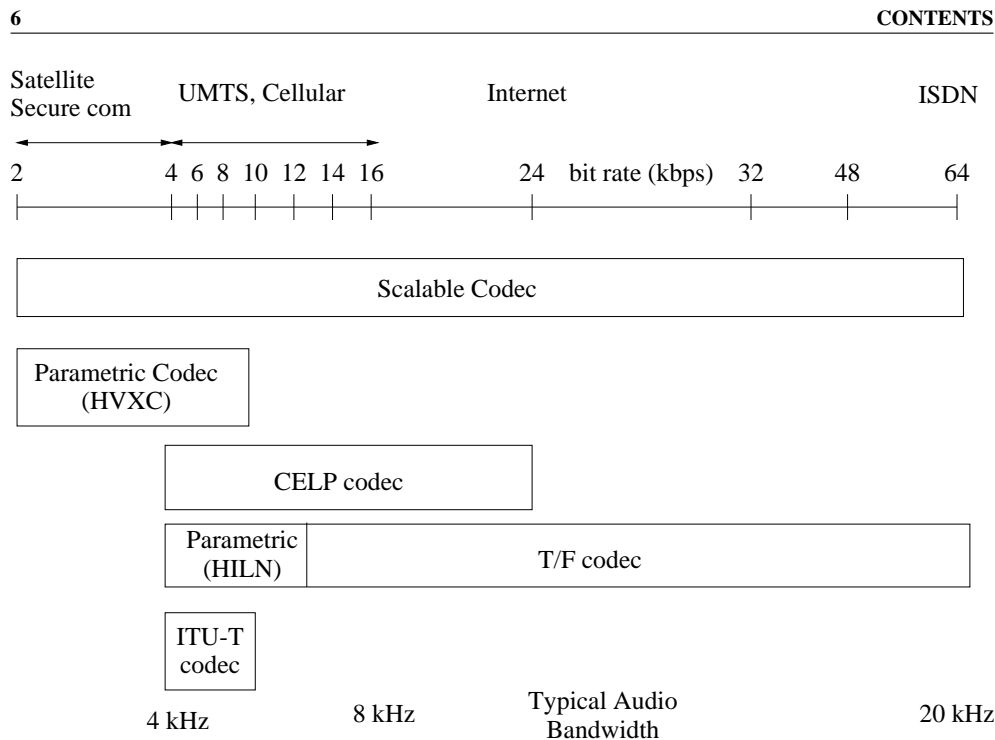 6 CONTENTS
Satellite
Secure com
UMTS, Cellular
Internet
ISDN
2 4 6 8 10 12 14 16 24 bit rate (kbps) 32 48 64
Scalable Codec
Parametric Codec
(HVXC)
CELP codec
Parametric
(HILN)
T/F codec
ITU-T
codec
4 kHz
8 kHz
Typical Audio
Bandwidth
20 kHz